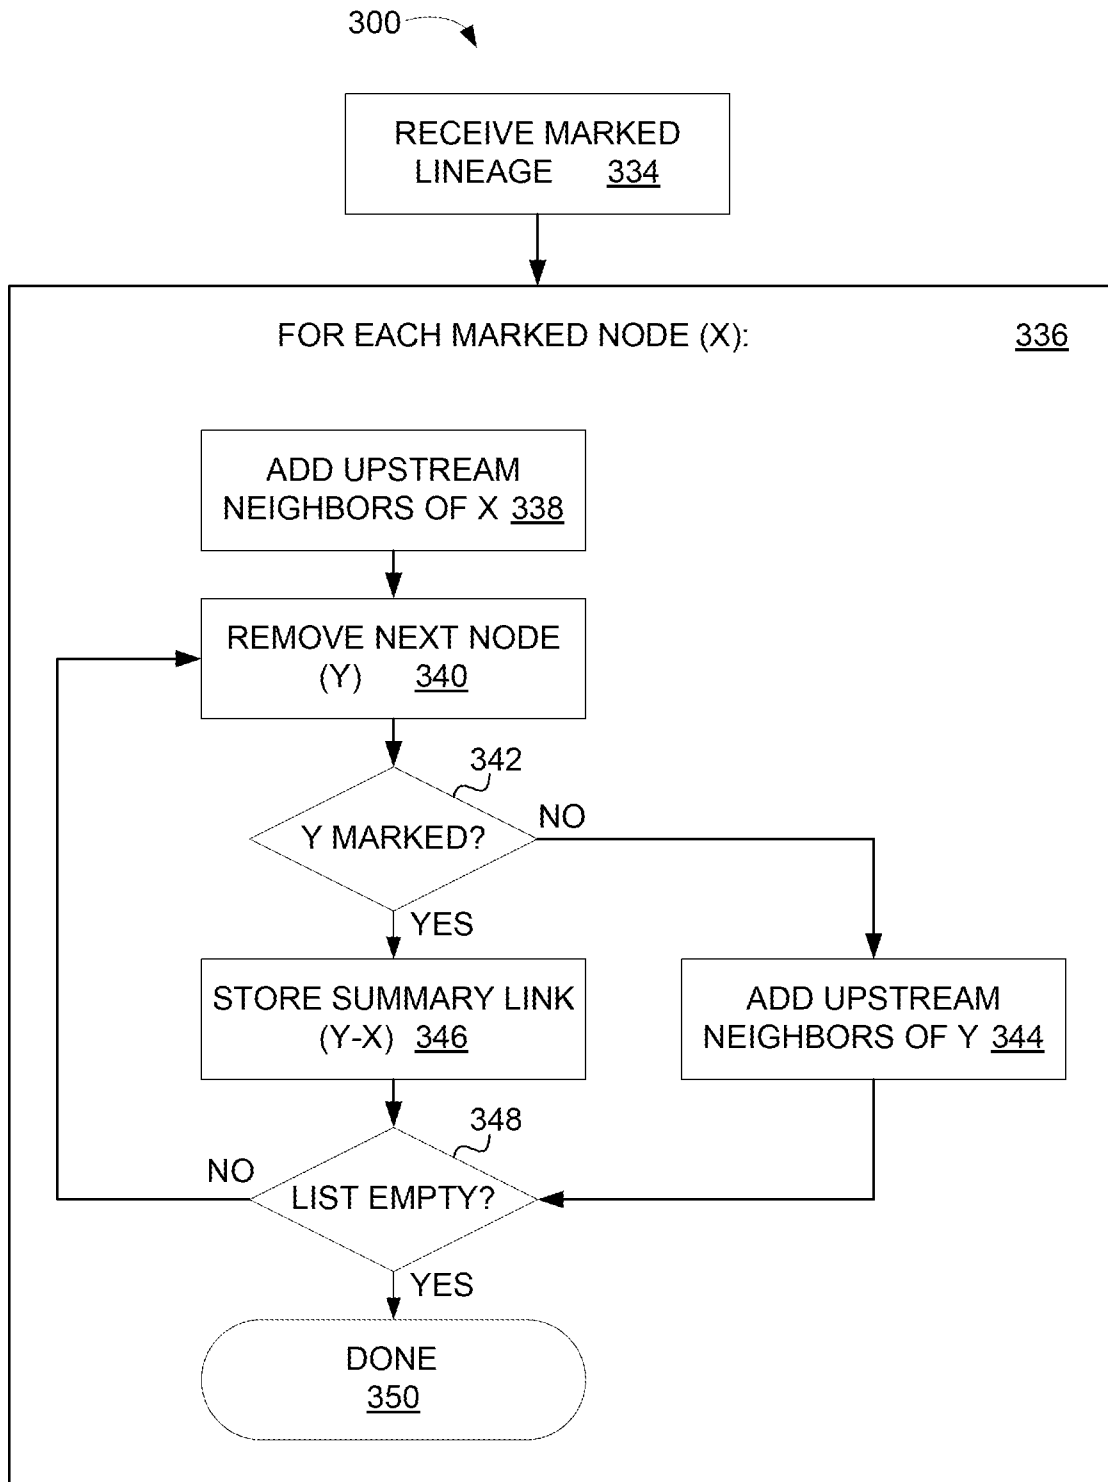 300
RECEIVE MARKED
LINEAGE 334
FOR EACH MARKED NODE (X): 336
ADD UPSTREAM
NEIGHBORS OF X 338
REMOVE NEXT NODE
(Y) 340
342
Y MARKED?
NO
YES
STORE SUMMARY LINK
(Y-X) 346
ADD UPSTREAM
NEIGHBORS OF Y 344
348
NO
LIST EMPTY?
YES
DONE
350